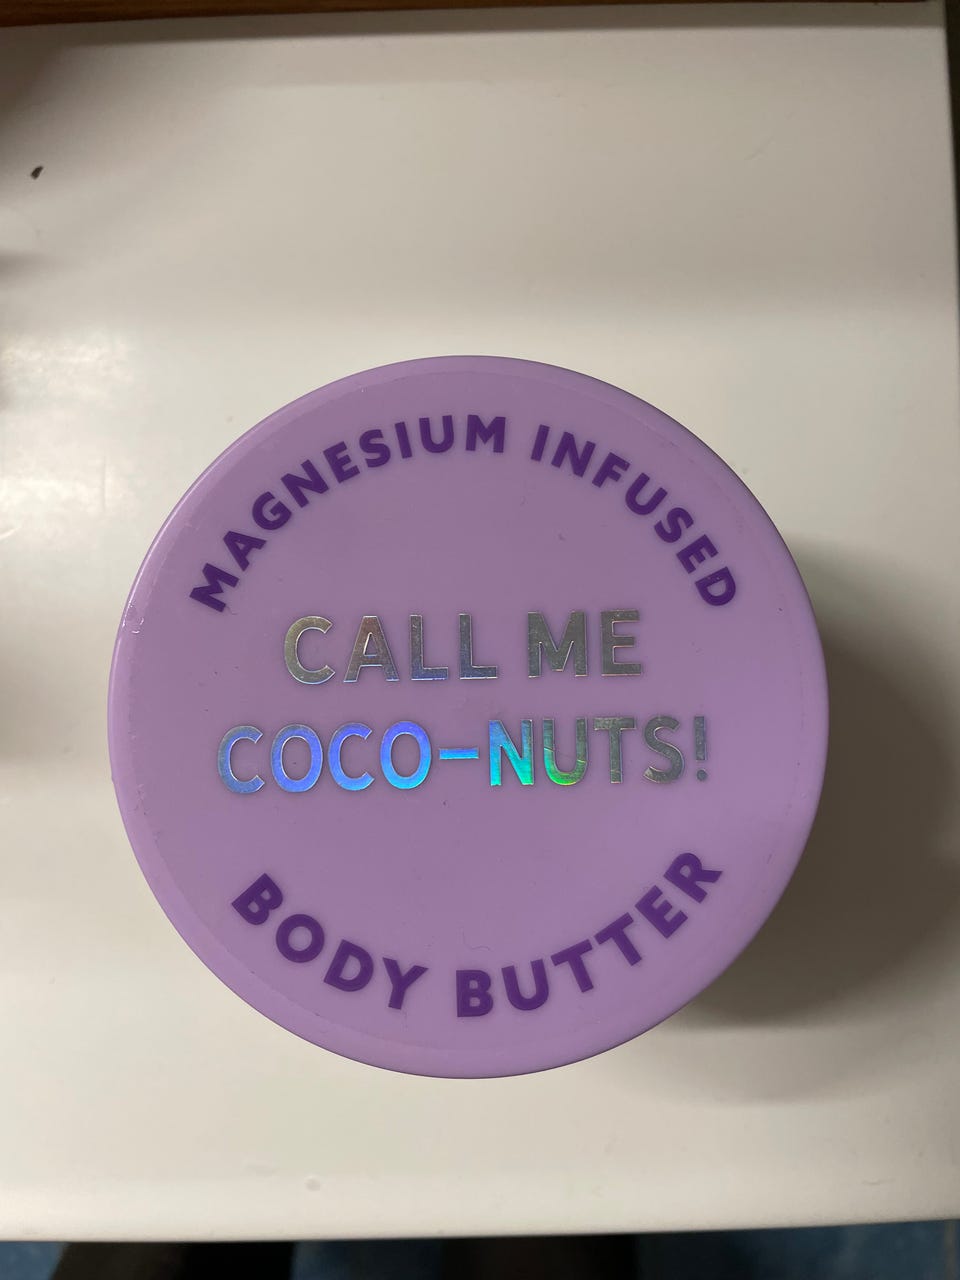 MAGNESIUM INFUSED
CALL ME
COCO-NUTS!
BODY BUTTER